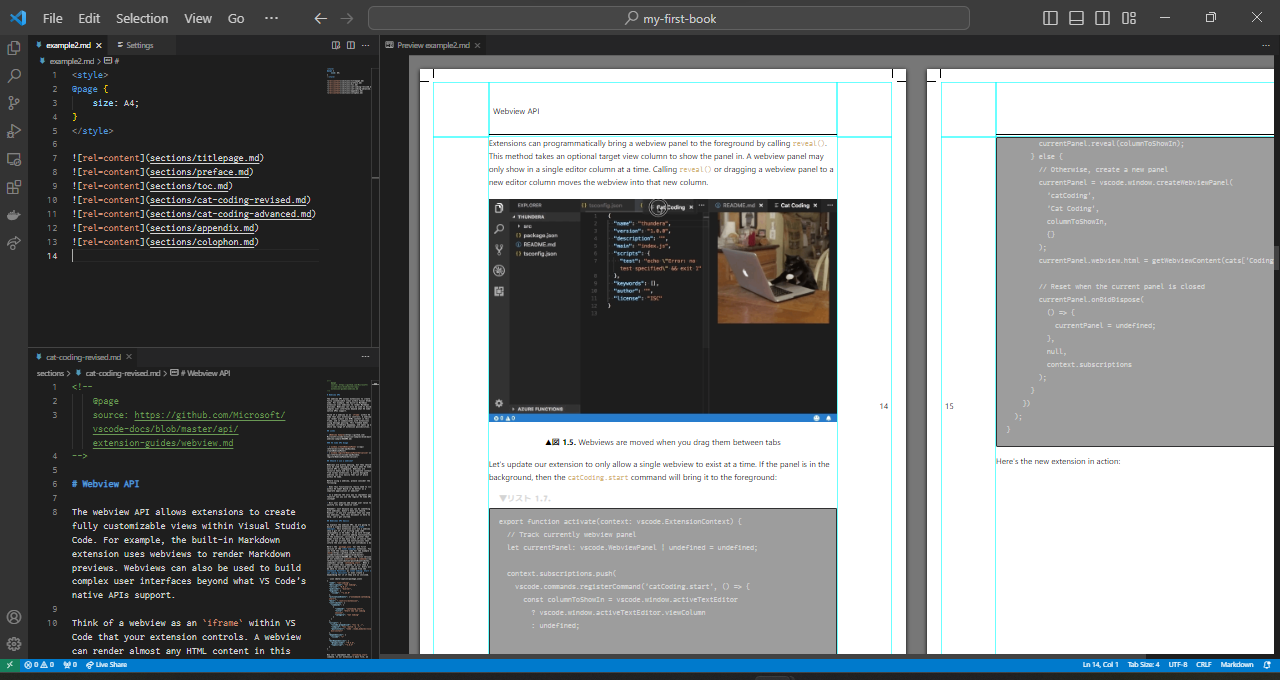 File Edit Selection View Go ···
my-first-book
example2.md
Settings
example2.md > #
1 <style>
2 @page {
3 size: A4;
4 }
5 </style>
6
7 ![rel=content](sections/titlepage.md)
8 ![rel=content](sections/preface.md)
9 ![rel=content](sections/toc.md)
10 ![rel=content](sections/cat-coding-revised.md)
11 ![rel=content](sections/cat-coding-advanced.md)
12 ![rel=content](sections/appendix.md)
13 ![rel=content](sections/colophon.md)
14
cat-coding-revised.md
sections > cat-coding-revised.md > # Webview API
1 <!--
2 @page
3 source: https://github.com/Microsoft/
vscode-docs/blob/master/api/
extension-guides/webview.md
4 -->
5
6 # Webview API
7
8 The webview API allows extensions to create
fully customizable views within Visual Studio
Code. For example, the built-in Markdown
extension uses webviews to render Markdown
previews. Webviews can also be used to build
complex user interfaces beyond what VS Code's
native APIs support.
9
10 Think of a webview as an `iframe` within VS
Code that your extension controls. A webview
can render almost any HTML content in this
Preview example2.md
Webview API
Extensions can programmatically bring a webview panel to the foreground by calling reveal().
This method takes an optional target view column to show the panel in. A webview panel may
only show in a single editor column at a time. Calling reveal() or dragging a webview panel to a
new editor column moves the webview into that new column.
EXPLORER
THUNDERA
src
package.json
README.md
tsconfig.json
AZURE FUNCTIONS
tsconfig.json
Cat Coding
README.md
Cat Coding
1 {
2 "name": "thundera",
3 "version": "1.0.0",
4 "description": "",
5 "main": "index.js",
6 "scripts": {
7 "test": "echo \"Error: no
test specified\" && exit 1"
8 },
9 "keywords": [],
10 "author": "",
11 "license": "ISC"
12 }
13
0 0
▲図 1.5. Webviews are moved when you drag them between tabs
Let's update our extension to only allow a single webview to exist at a time. If the panel is in the
background, then the catCoding.start command will bring it to the foreground:
▼リスト 1.7.
export function activate(context: vscode.ExtensionContext) {
// Track currently webview panel
let currentPanel: vscode.WebviewPanel | undefined = undefined;
context.subscriptions.push(
vscode.commands.registerCommand('catCoding.start', () => {
const columnToShowIn = vscode.window.activeTextEditor
? vscode.window.activeTextEditor.viewColumn
: undefined;
14
15
currentPanel.reveal(columnToShowIn);
} else {
// Otherwise, create a new panel
currentPanel = vscode.window.createWebviewPanel(
'catCoding',
'Cat Coding',
columnToShowIn,
{}
);
currentPanel.webview.html = getWebviewContent(cats['Coding
// Reset when the current panel is closed
currentPanel.onDidDispose(
() => {
currentPanel = undefined;
},
null,
context.subscriptions
);
}
})
);
}
Here's the new extension in action:
0 0 0 Live Share
Ln 14, Col 1 Tab Size: 4 UTF-8 CRLF Markdown